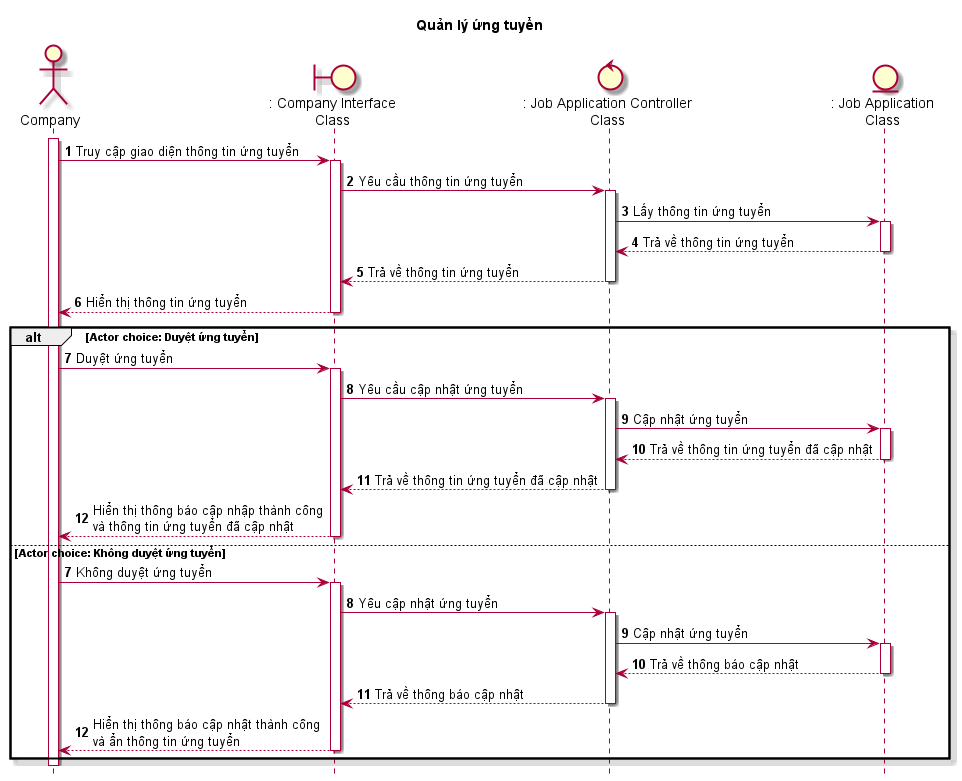 Quản lý ứng tuyển
Company
: Company Interface
Class
: Job Application Controller
Class
: Job Application
Class
1 Truy cập giao diện thông tin ứng tuyển
2 Yêu cầu thông tin ứng tuyển
3 Lấy thông tin ứng tuyển
4 Trả về thông tin ứng tuyển
5 Trả về thông tin ứng tuyển
6 Hiển thị thông tin ứng tuyển
alt [Actor choice: Duyệt ứng tuyển]
7 Duyệt ứng tuyển
8 Yêu cầu cập nhật ứng tuyển
9 Cập nhật ứng tuyển
10 Trả về thông tin ứng tuyển đã cập nhật
11 Trả về thông tin ứng tuyển đã cập nhật
12 Hiển thị thông báo cập nhập thành công
và thông tin ứng tuyển đã cập nhật
[Actor choice: Không duyệt ứng tuyển]
7 Không duyệt ứng tuyển
8 Yêu cập nhật ứng tuyển
9 Cập nhật ứng tuyển
10 Trả về thông báo cập nhật
11 Trả về thông báo cập nhật
12 Hiển thị thông báo cập nhật thành công
và ẩn thông tin ứng tuyển